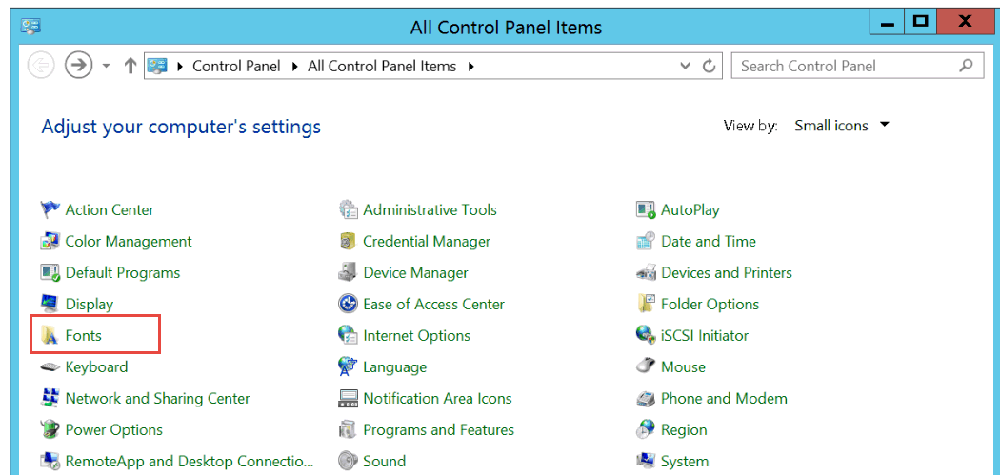 All Control Panel Items
Control Panel All Control Panel Items Search Control Panel
Adjust your computer's settings View by: Small icons
Action Center Administrative Tools AutoPlay
Color Management Credential Manager Date and Time
Default Programs Device Manager Devices and Printers
Display Ease of Access Center Folder Options
Fonts Internet Options iSCSI Initiator
Keyboard Language Mouse
Network and Sharing Center Notification Area Icons Phone and Modem
Power Options Programs and Features Region
RemoteApp and Desktop Connectio... Sound System